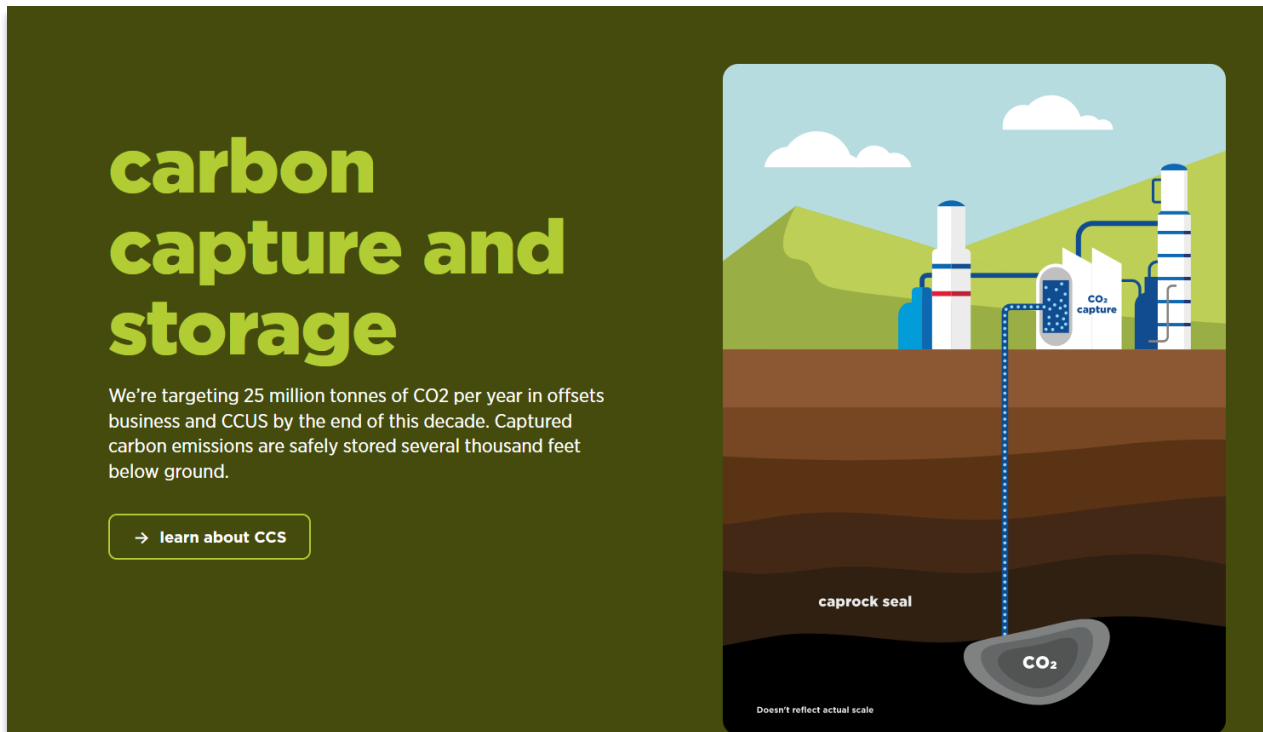 carbon
capture and
storage
We're targeting 25 million tonnes of CO2 per year in offsets
business and CCUS by the end of this decade. Captured
carbon emissions are safely stored several thousand feet
below ground.
→ learn about CCS
CO₂
capture
caprock seal
CO₂
Doesn't reflect actual scale